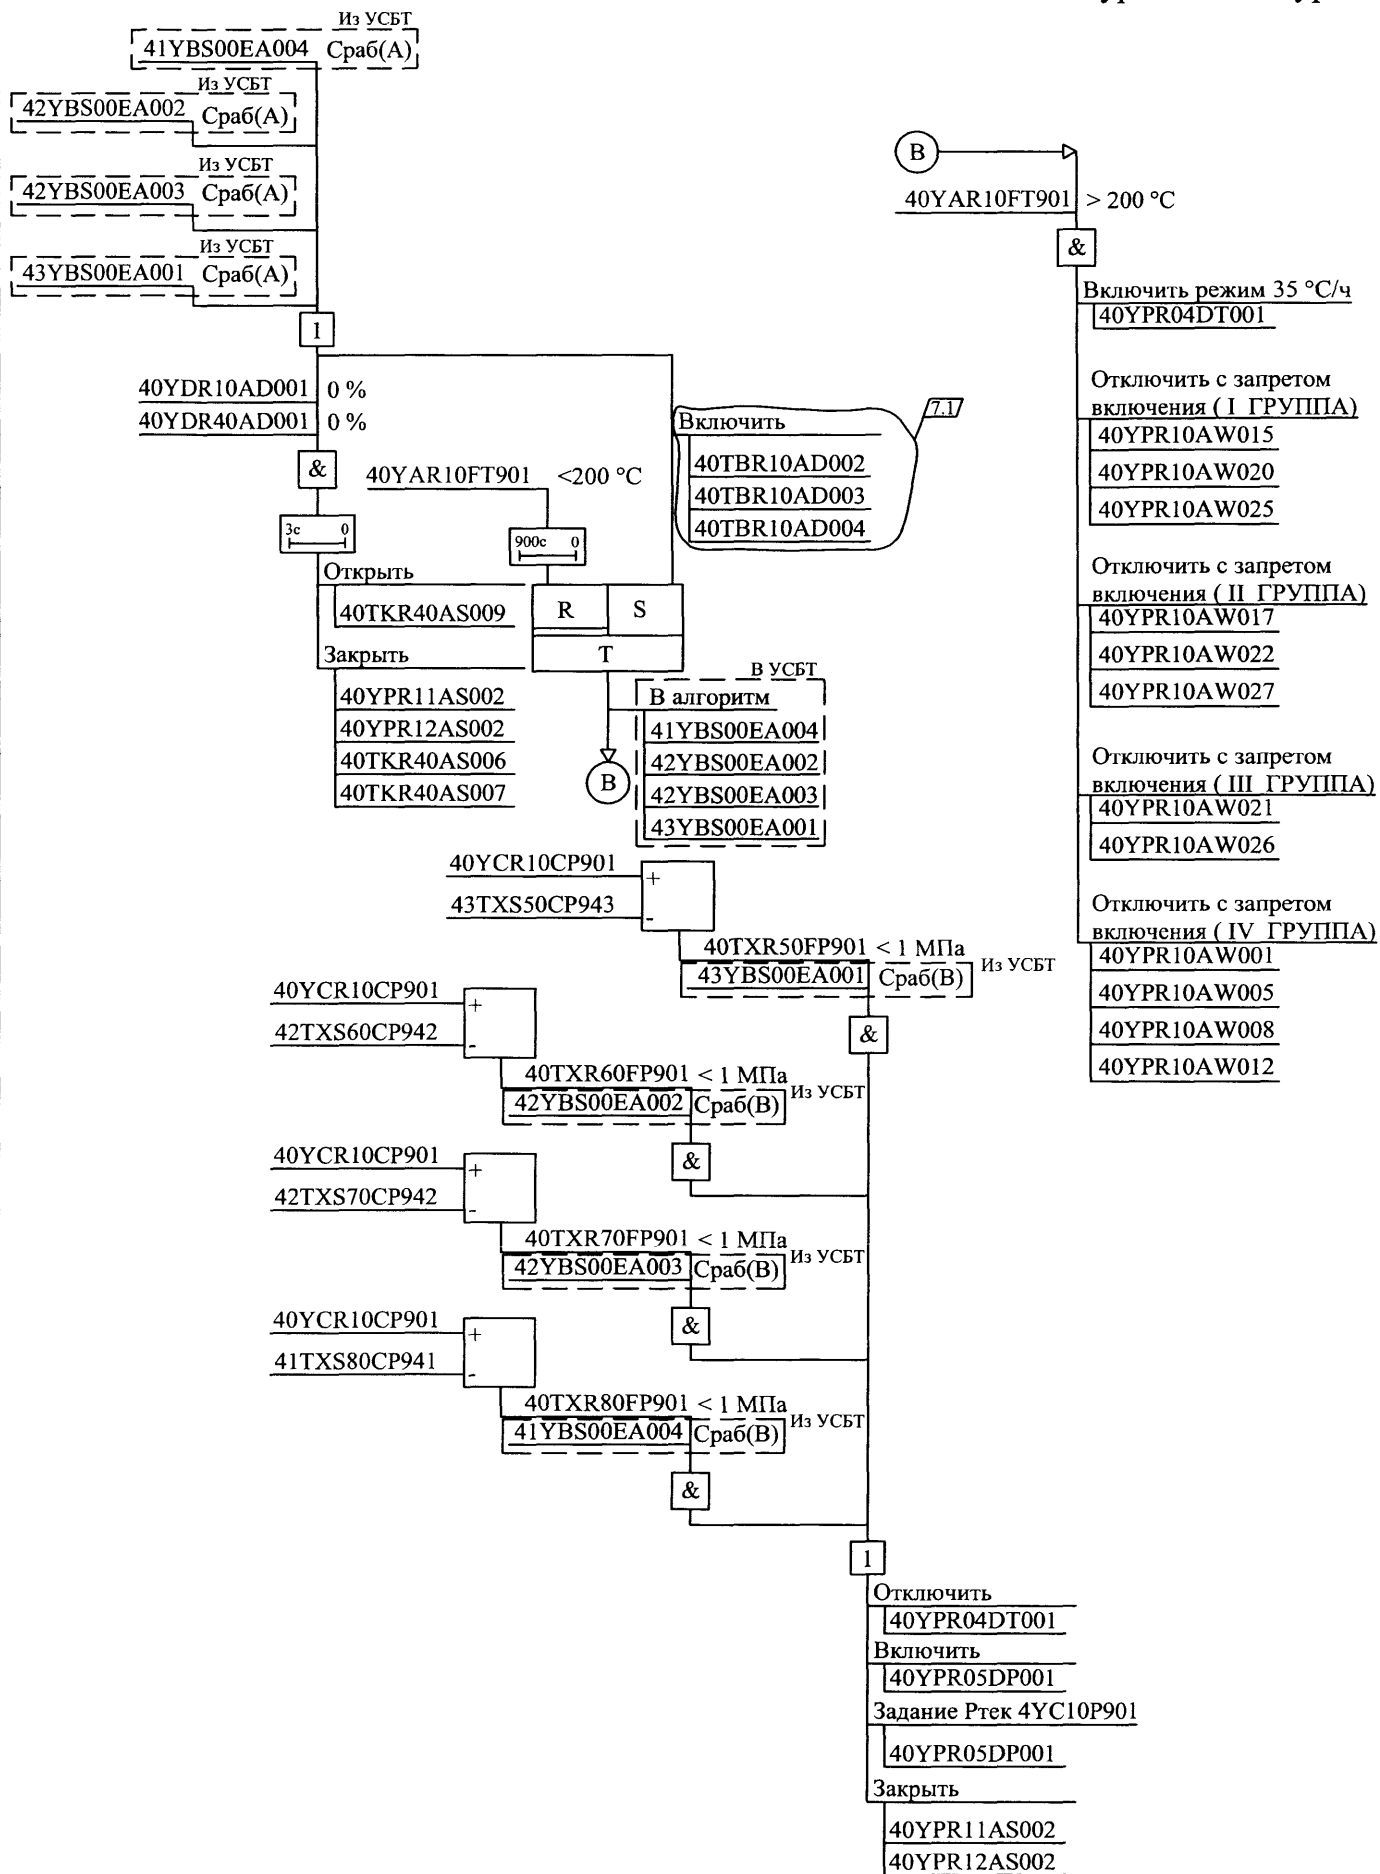 Из УСБТ
41YBS00EA004 Сраб(А)
Из УСБТ
42YBS00EA002 Сраб(А)
Из УСБТ
42YBS00EA003 Сраб(А)
Из УСБТ
43YBS00EA001 Сраб(А)
1
40YDR10AD001 0 %
40YDR40AD001 0 %
&
3с 0
Открыть
40TKR40AS009
Закрыть
40YPR11AS002
40YPR12AS002
40TKR40AS006
40TKR40AS007
40YAR10FT901 <200 °C
900с 0
R S
T
7.1
Включить
40TBR10AD002
40TBR10AD003
40TBR10AD004
В УСБТ
В алгоритм
41YBS00EA004
42YBS00EA002
42YBS00EA003
43YBS00EA001
В
В
40YAR10FT901 > 200 °C
&
Включить режим 35 °С/ч
40YPR04DT001
Отключить с запретом
включения ( I ГРУППА)
40YPR10AW015
40YPR10AW020
40YPR10AW025
Отключить с запретом
включения ( II ГРУППА)
40YPR10AW017
40YPR10AW022
40YPR10AW027
Отключить с запретом
включения ( III ГРУППА)
40YPR10AW021
40YPR10AW026
Отключить с запретом
включения ( IV ГРУППА)
40YPR10AW001
40YPR10AW005
40YPR10AW008
40YPR10AW012
40YCR10CP901 +
43TXS50CP943 -
40TXR50FP901 < 1 МПа
43YBS00EA001 Сраб(В) Из УСБТ
&
40YCR10CP901 +
42TXS60CP942 -
40TXR60FP901 < 1 МПа
42YBS00EA002 Сраб(В) Из УСБТ
&
40YCR10CP901 +
42TXS70CP942 -
40TXR70FP901 < 1 МПа
42YBS00EA003 Сраб(В) Из УСБТ
&
40YCR10CP901 +
41TXS80CP941 -
40TXR80FP901 < 1 МПа
41YBS00EA004 Сраб(В) Из УСБТ
&
1
Отключить
40YPR04DT001
Включить
40YPR05DP001
Задание Ртек 4YC10P901
40YPR05DP001
Закрыть
40YPR11AS002
40YPR12AS002